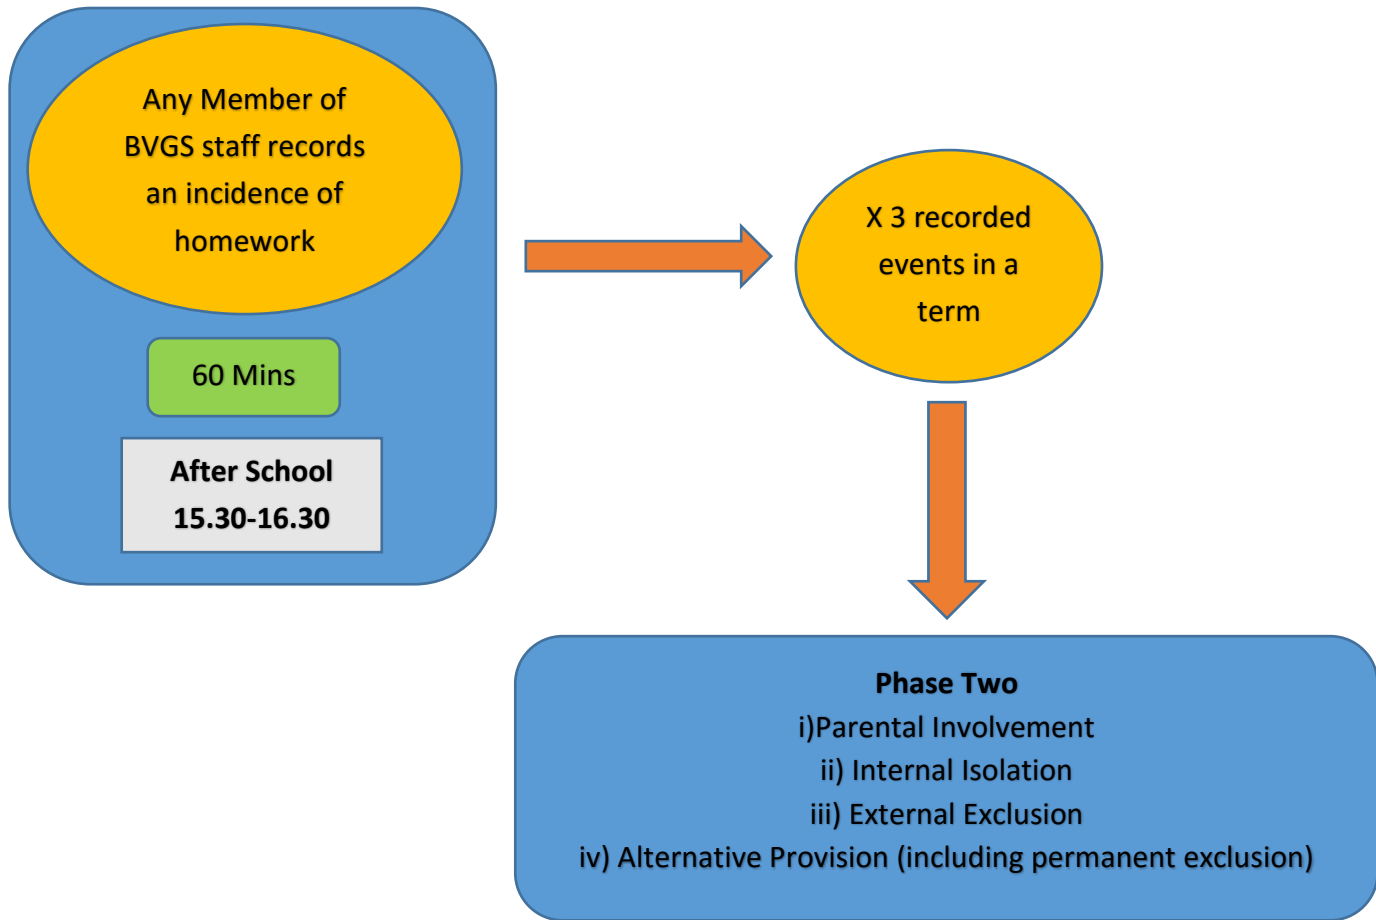 Any Member of
BVGS staff records
an incidence of
homework
60 Mins
After School
15.30-16.30
X 3 recorded
events in a
term
Phase Two
i)Parental Involvement
ii) Internal Isolation
iii) External Exclusion
iv) Alternative Provision (including permanent exclusion)